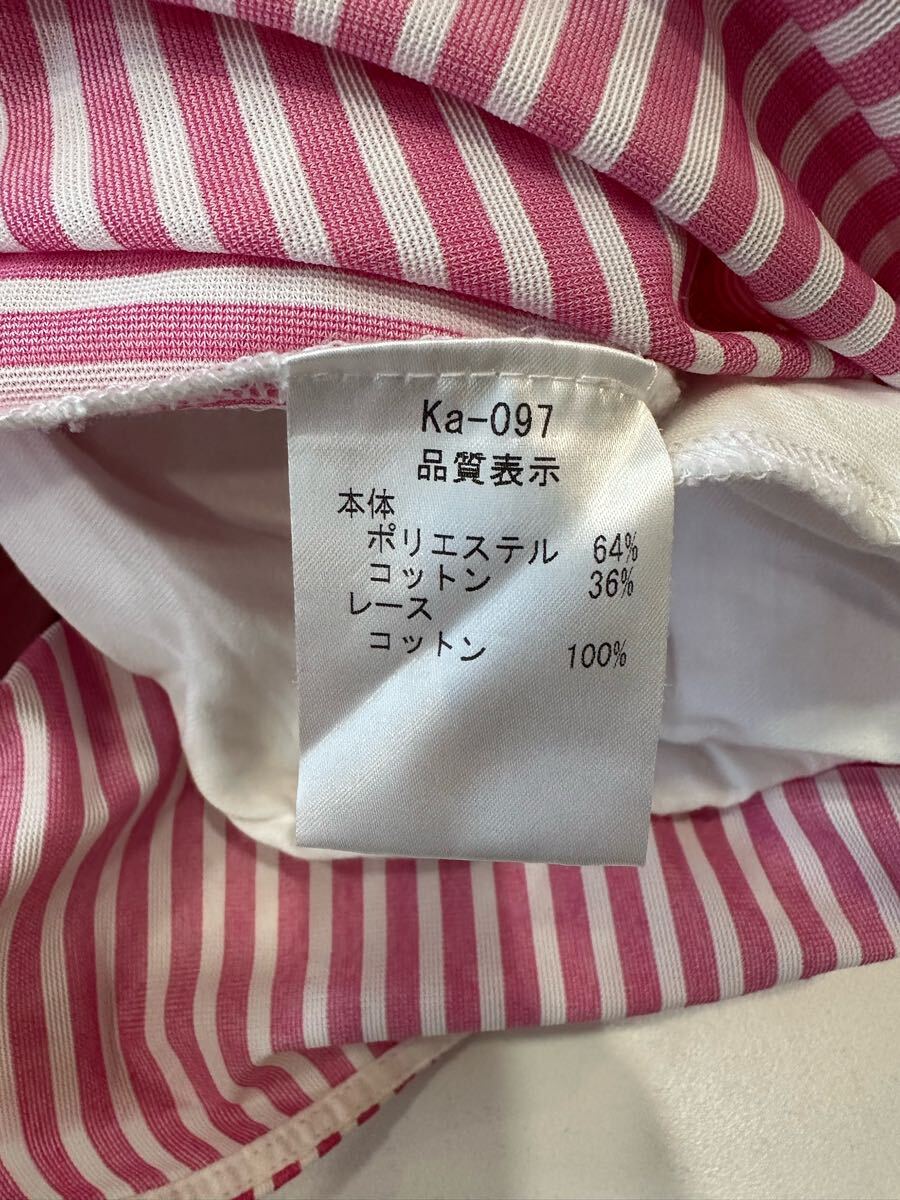 Ka-097
品質表示
本体
ポリエステル 64%
コットン 36%
レース
コットン 100%